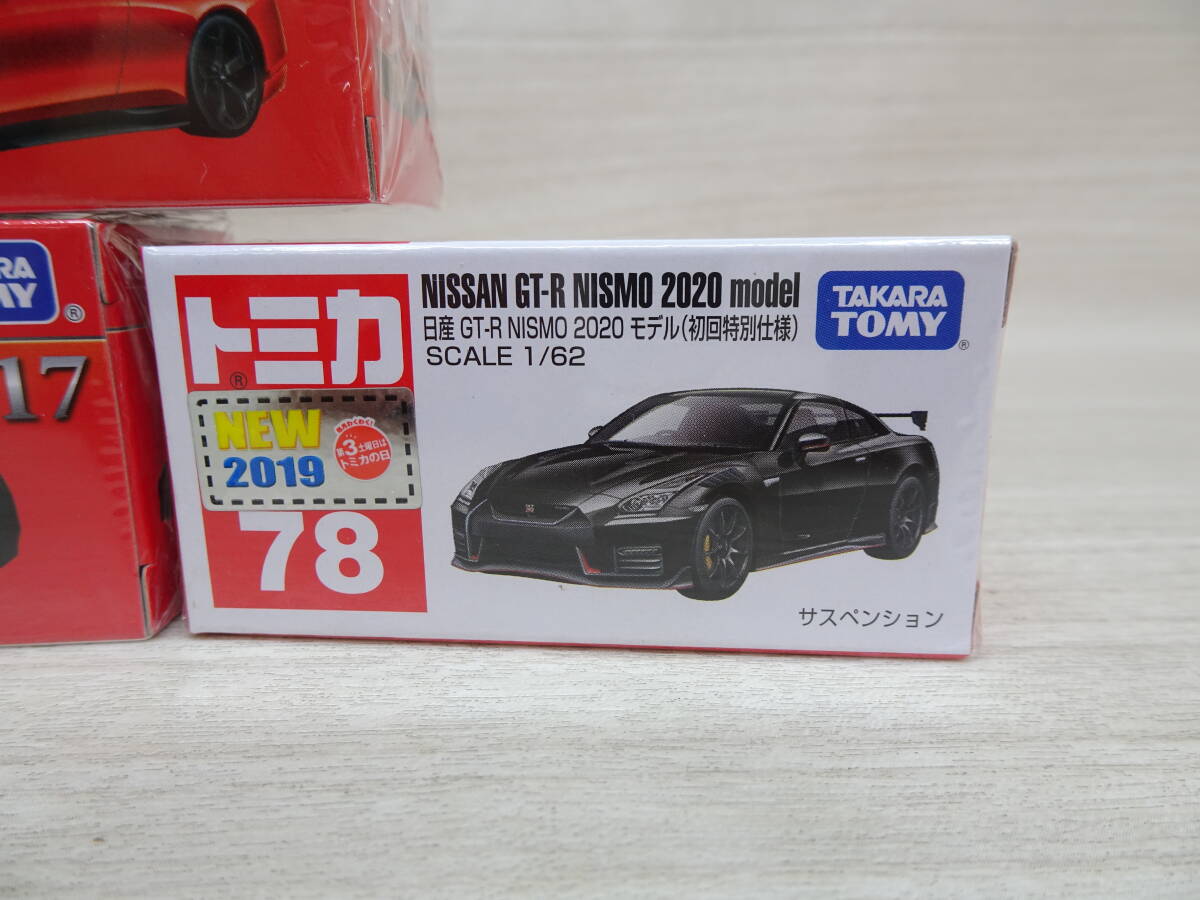 RA
MY
®
17
トミカ
®
NEW
2019
第3土曜日は
トミカの日
78
NISSAN GT-R NISMO 2020 model
日産 GT-R NISMO 2020 モデル(初回特別仕様)
SCALE 1/62
TAKARA
TOMY
®
サスペンション